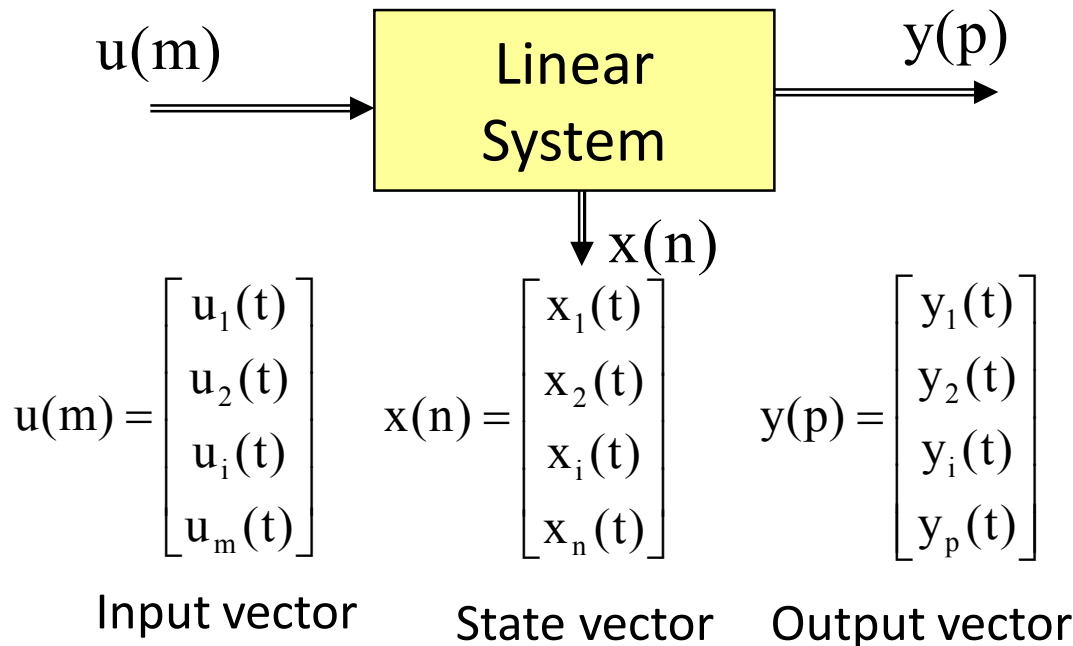 u(m)
Linear
System
y(p)
x(n)
u(m) = [ u₁(t)
u₂(t)
uᵢ(t)
uₘ(t) ]
x(n) = [ x₁(t)
x₂(t)
xᵢ(t)
xₙ(t) ]
y(p) = [ y₁(t)
y₂(t)
yᵢ(t)
yₚ(t) ]
Input vector
State vector
Output vector